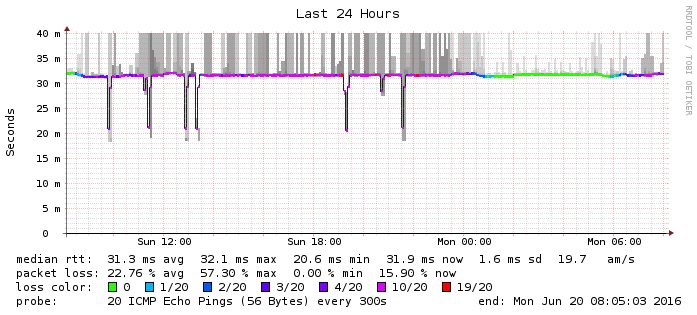 Last 24 Hours
RRDTOOL / TOBI OETIKER
Seconds
40 m
35 m
30 m
25 m
20 m
15 m
10 m
5 m
0
Sun 12:00 Sun 18:00 Mon 00:00 Mon 06:00
median rtt: 31.3 ms avg 32.1 ms max 20.6 ms min 31.9 ms now 1.6 ms sd 19.7 am/s
packet loss: 22.76 % avg 57.30 % max 0.00 % min 15.90 % now
loss color: 0 1/20 2/20 3/20 4/20 10/20 19/20
probe: 20 ICMP Echo Pings (56 Bytes) every 300s end: Mon Jun 20 08:05:03 2016